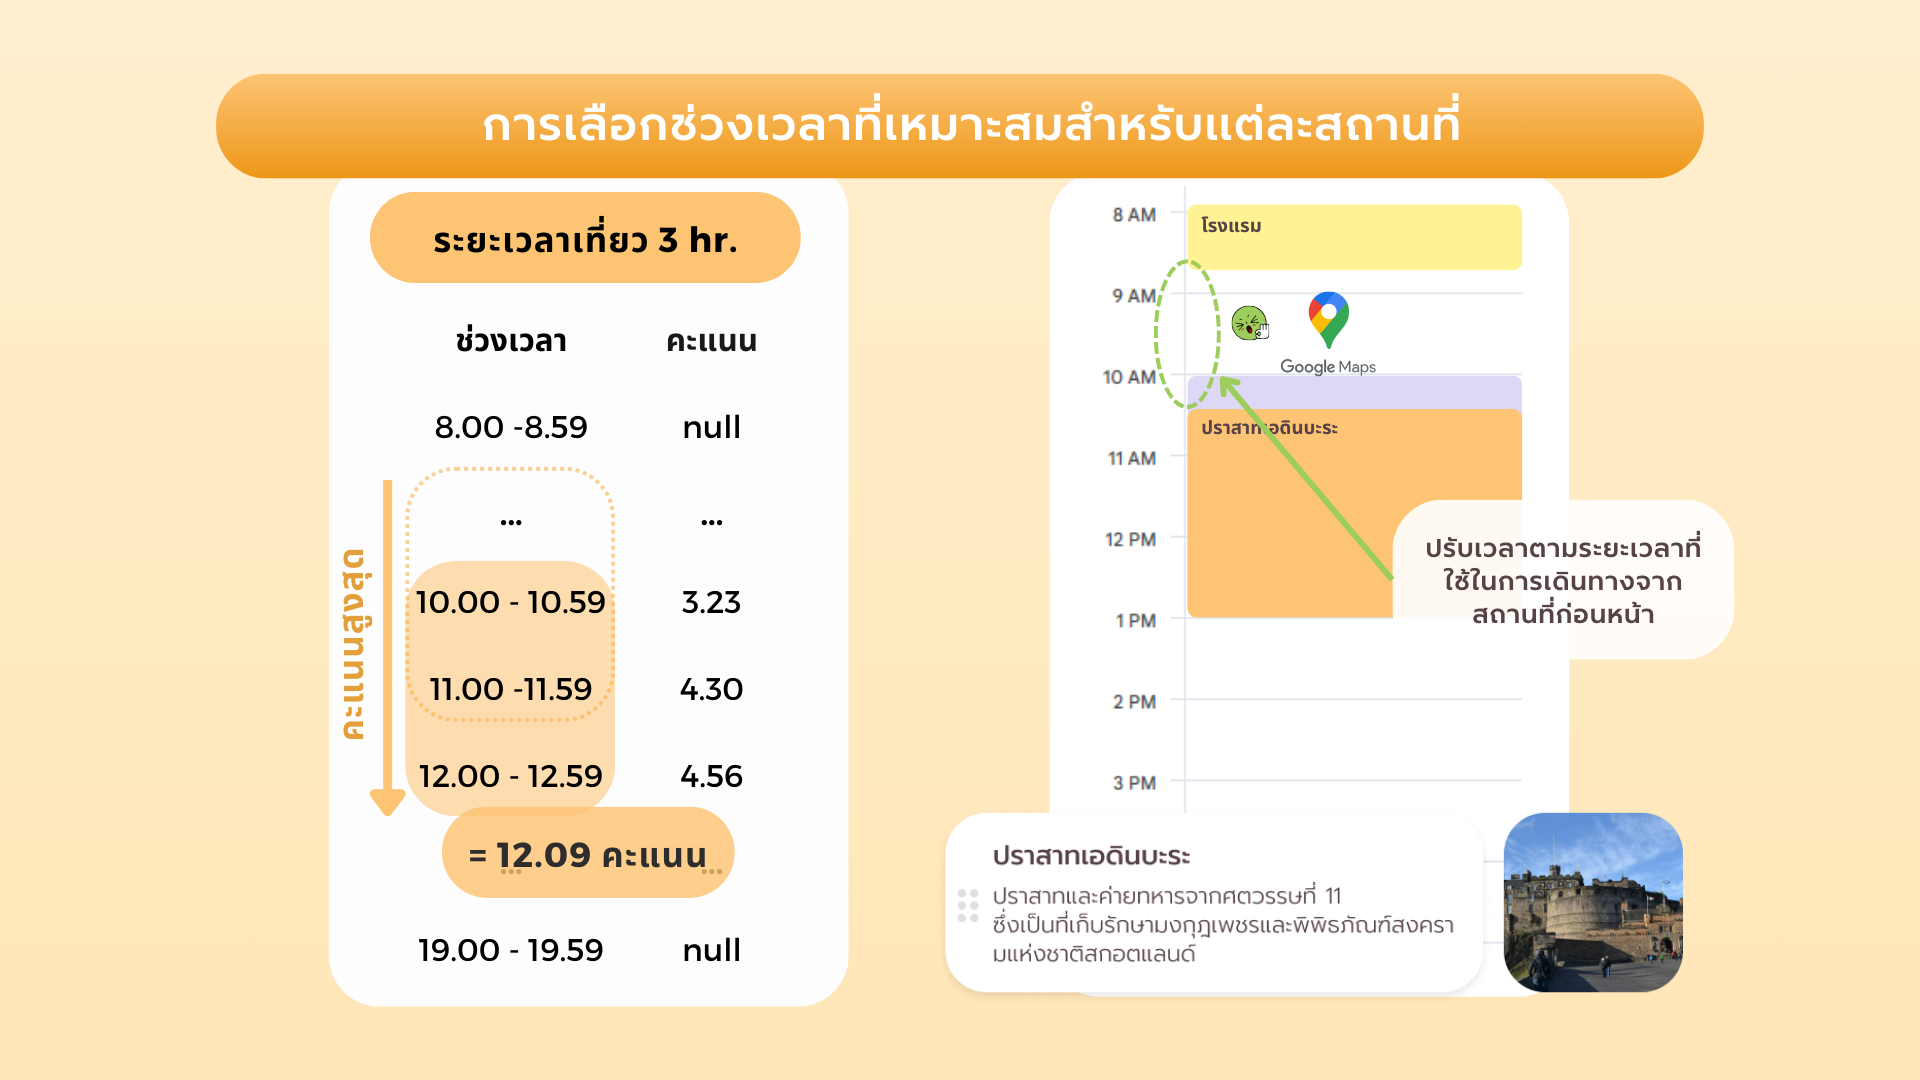 การเลือกช่วงเวลาที่เหมาะสมสำหรับแต่ละสถานที่
ระยะเวลาเที่ยว 3 hr.
ช่วงเวลา คะแนน
8.00 -8.59 null
... ...
10.00 - 10.59 3.23
11.00 -11.59 4.30
12.00 - 12.59 4.56
= 12.09 คะแนน
... ...
19.00 - 19.59 null
คะแนนสูงสุด
8 AM
โรงแรม
9 AM
Google Maps
10 AM
ปราสาทเอดินบะระ
11 AM
12 PM
1 PM
2 PM
3 PM
ปรับเวลาตามระยะเวลาที่
ใช้ในการเดินทางจาก
สถานที่ก่อนหน้า
ปราสาทเอดินบะระ
ปราสาทและค่ายทหารจากศตวรรษที่ 11
ซึ่งเป็นที่เก็บรักษามงกุฎเพชรและพิพิธภัณฑ์สงครา
มแห่งชาติสกอตแลนด์